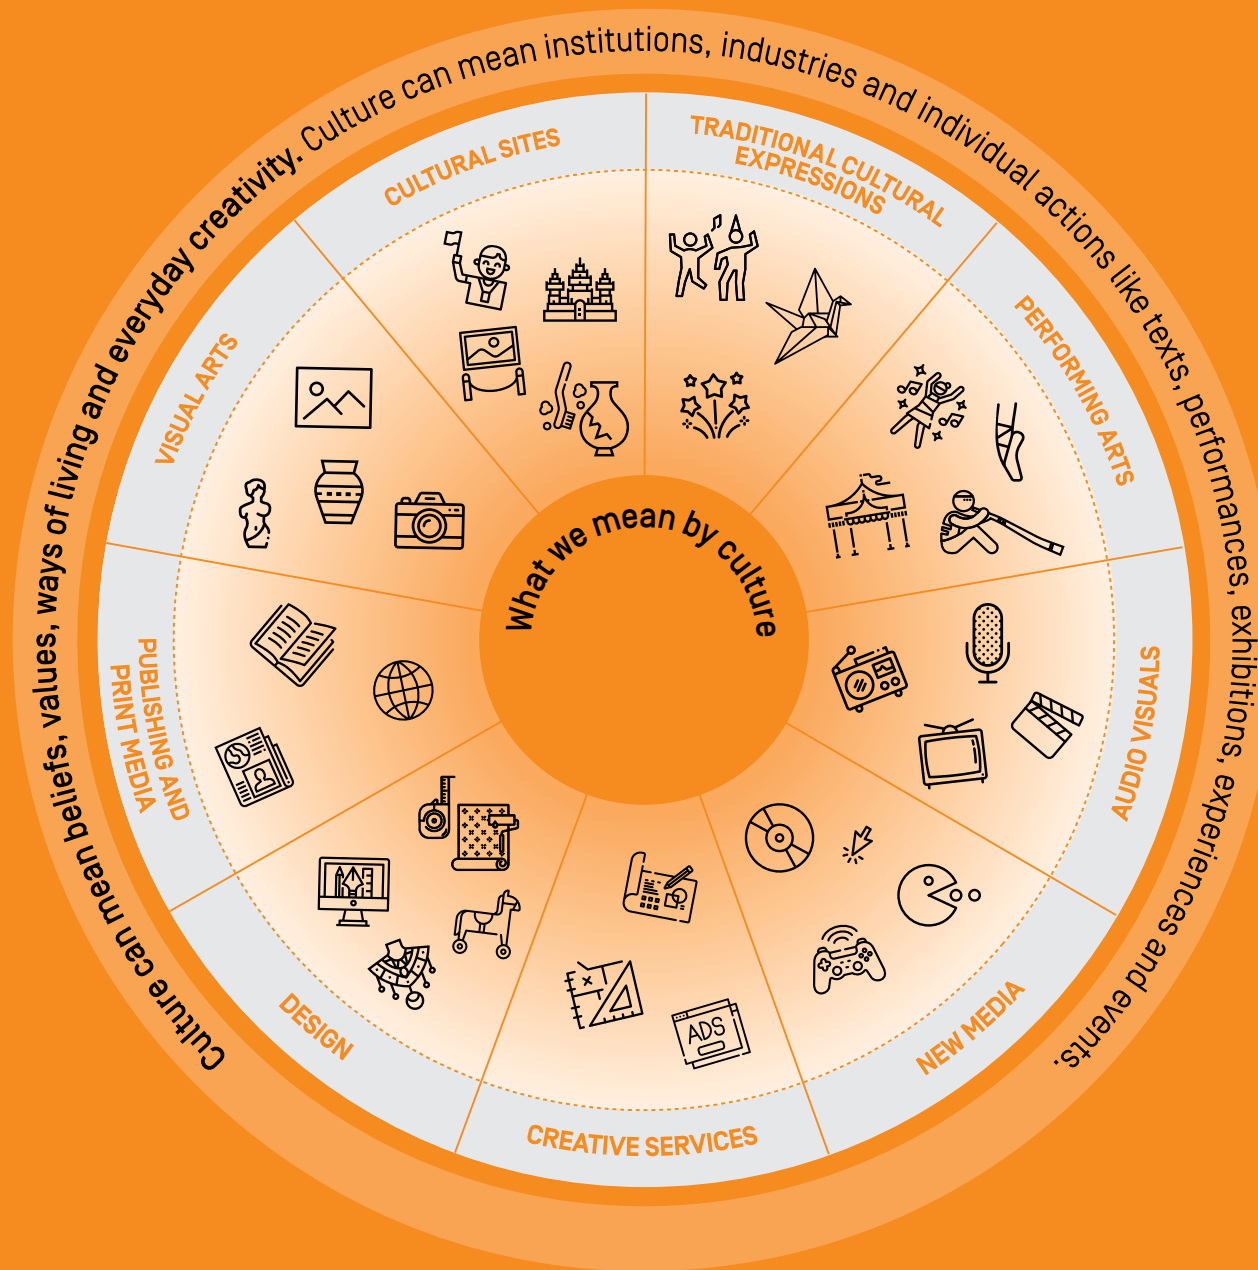 Culture can mean beliefs, values, ways of living and everyday creativity. Culture can mean institutions, industries and individual actions like texts, performances, exhibitions, experiences and events.
What we mean by culture
CULTURAL SITES
TRADITIONAL CULTURAL
EXPRESSIONS
PERFORMING ARTS
AUDIO VISUALS
NEW MEDIA
CREATIVE SERVICES
ADS
DESIGN
PUBLISHING AND
PRINT MEDIA
VISUAL ARTS